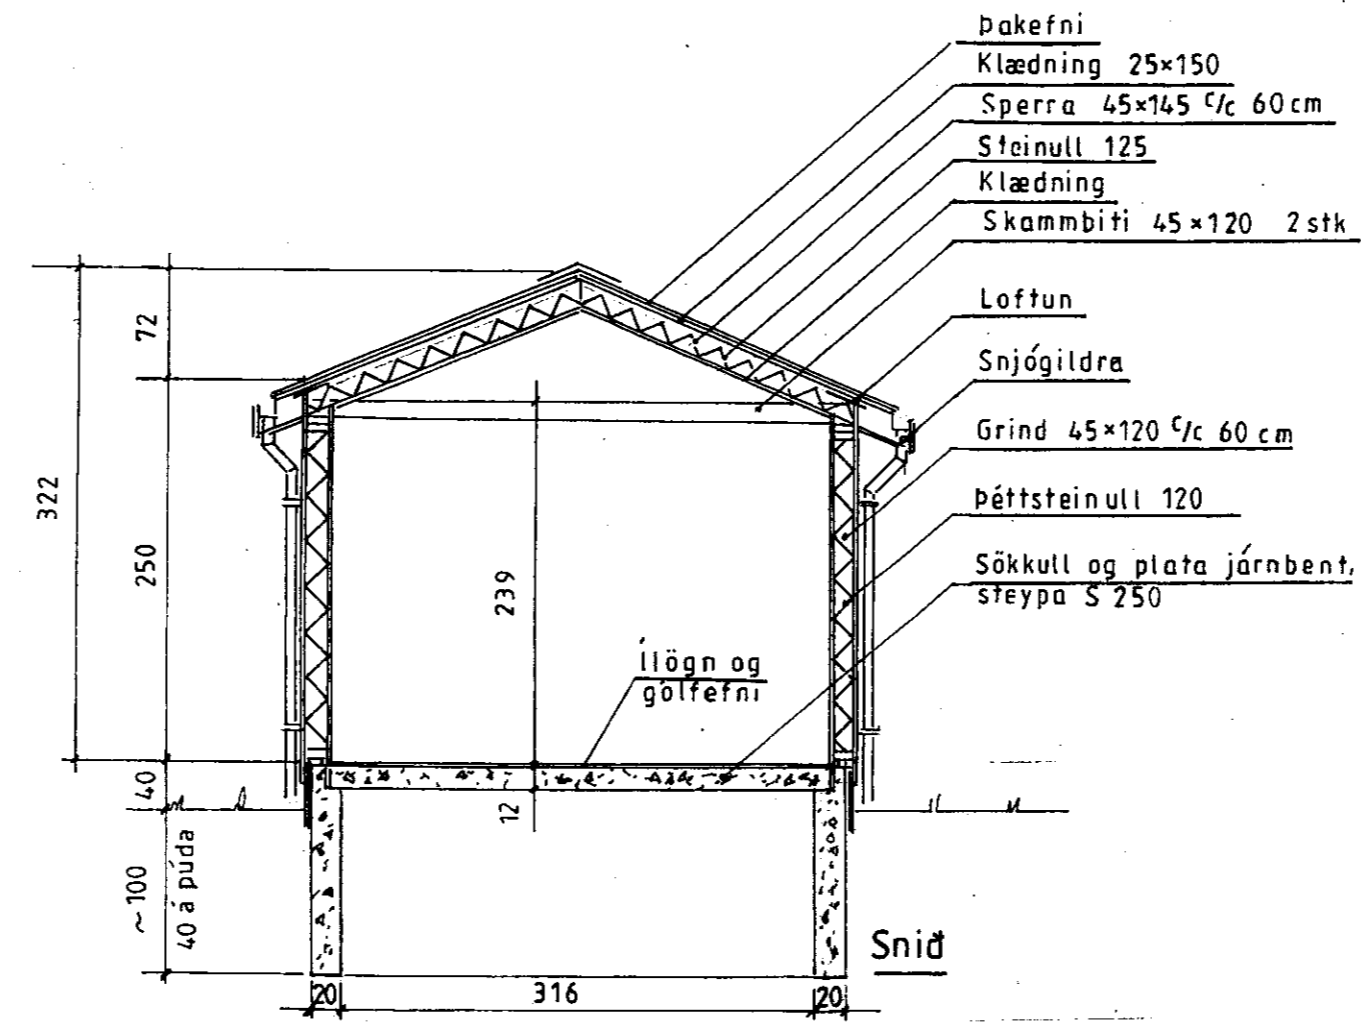 Þakefni
Klædning 25×150
Sperra 45×145 c/c 60 cm
Steinull 125
Klædning
Skammbiti 45×120 2 stk
Loftun
Snjógildra
Grind 45×120 c/c 60 cm
Þéttsteinull 120
Sökkull og plata járnbent,
steypa S 250
72
322
250
239
Ílögn og
gólfefni
40
12
~100
40 á púða
Snið
20
316
20